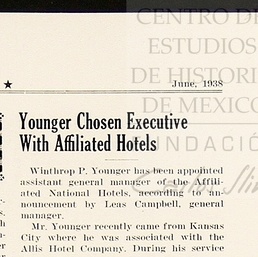 CENTRO DE
ESTUDIOS
DE HISTORI
DE MEXICO
FUNDACIÓ
June, 1938
Younger Chosen Executive
With Affiliated Hotels
Winthrop P. Younger has been appointed
assistant general manager of the Affili-
ated National Hotels, according to an-
nouncement by Leas Campbell, general
manager.
Mr. Younger recently came from Kansas
City where he was associated with the
Allis Hotel Company. During his service